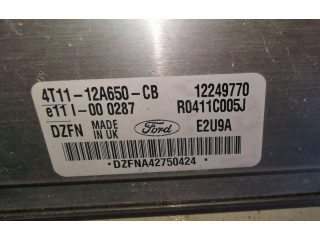 4T11-12A650-CB 12249770
e11 I-00 0287 R0411C005J
DZFN MADE IN UK Ford E2U9A
*DZFNA42750424*